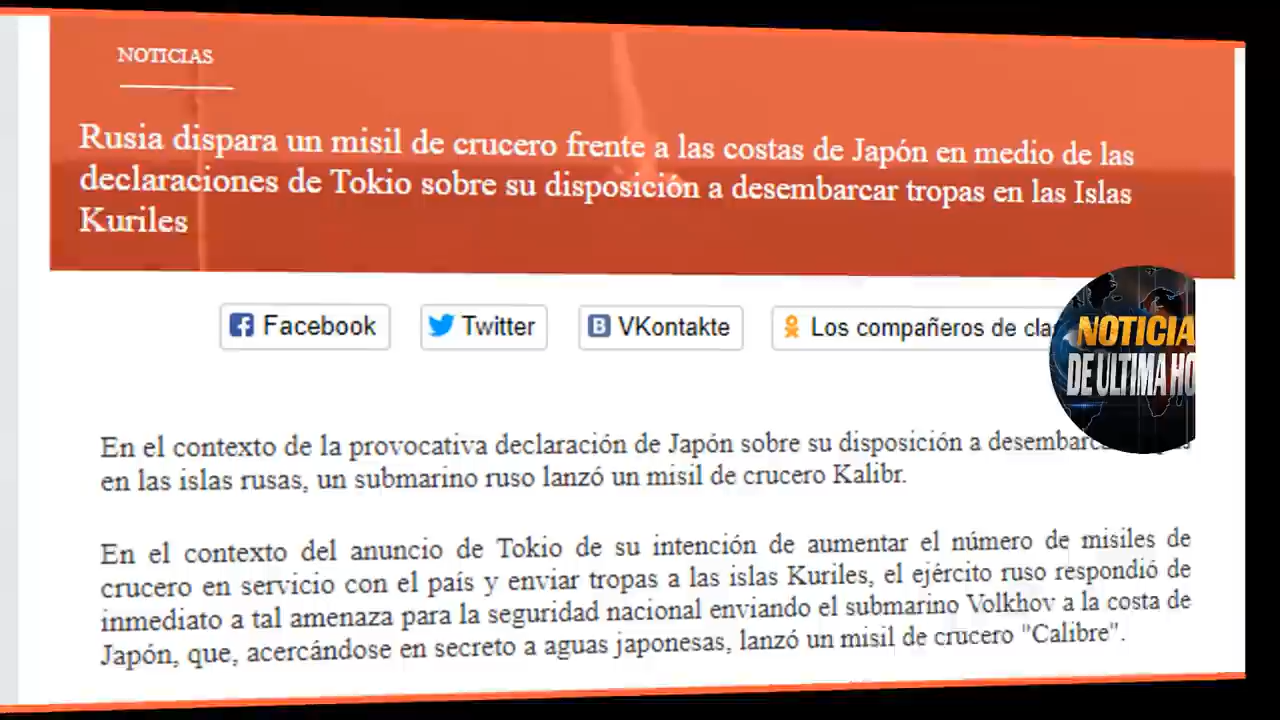 NOTICIAS
Rusia dispara un misil de crucero frente a las costas de Japón en medio de las
declaraciones de Tokio sobre su disposición a desembarcar tropas en las Islas
Kuriles
Facebook
Twitter
VKontakte
Los compañeros de
NOTICIA
DE ULTIMA HO
En el contexto de la provocativa declaración de Japón sobre su disposición a
en las islas rusas, un submarino ruso lanzó un misil de crucero Kalibr.
En el contexto del anuncio de Tokio de su intención de aumentar el número de misiles de
crucero en servicio con el país y enviar tropas a las islas Kuriles, el ejército ruso respondió de
inmediato a tal amenaza para la seguridad nacional enviando el submarino Volkhov a la costa de
Japón, que, acercándose en secreto a aguas japonesas, lanzó un misil de crucero "Calibre".